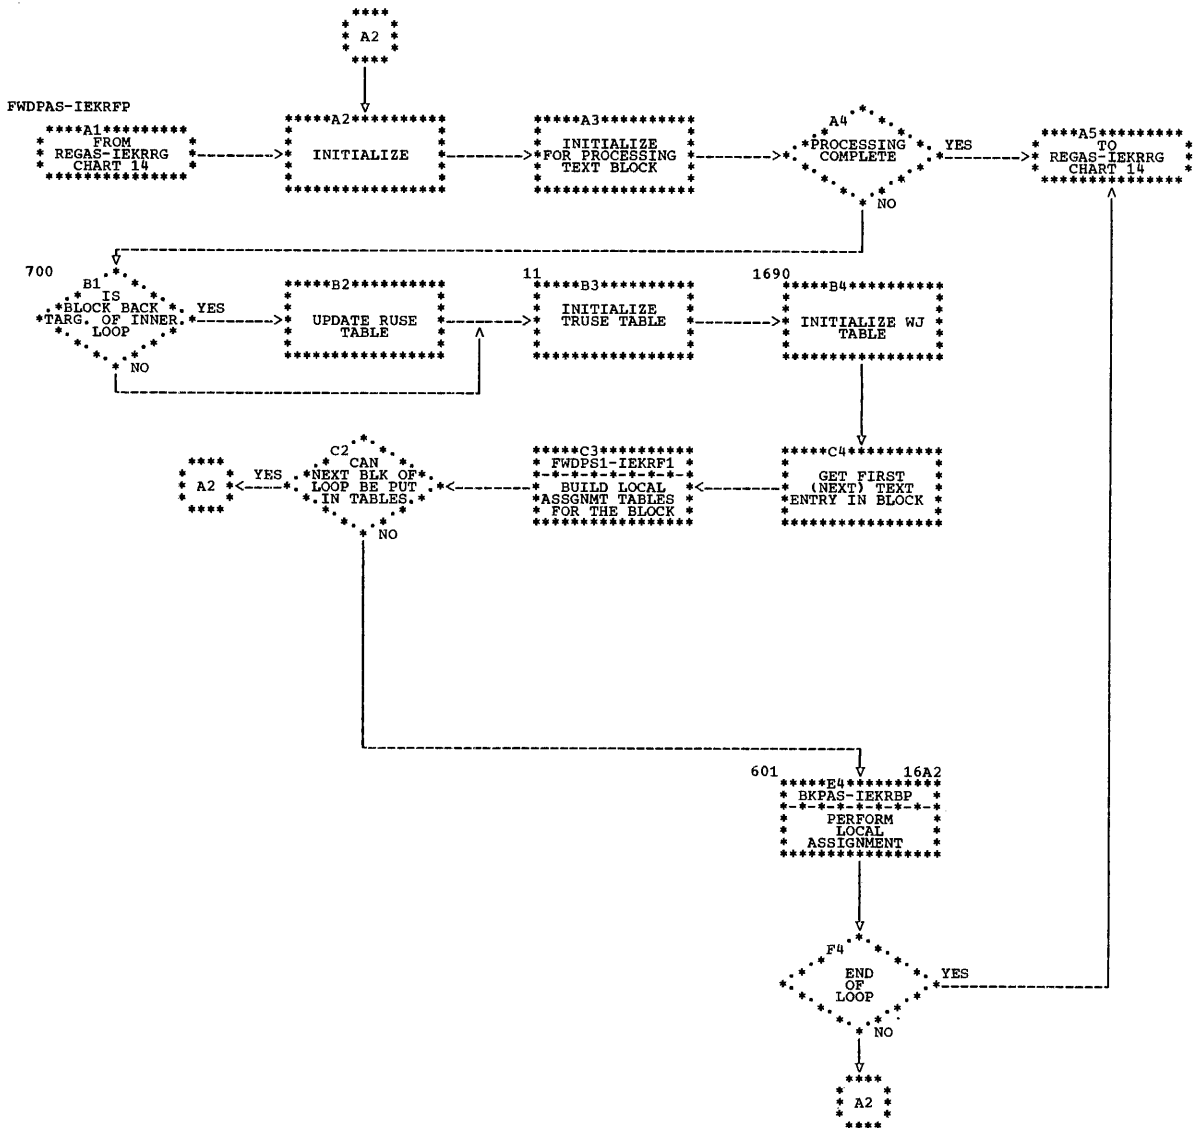 A2
FWDPAS-IEKRFP
A1
FROM
REGAS-IEKRRG
CHART 14
A2
INITIALIZE
A3
INITIALIZE
FOR PROCESSING
TEXT BLOCK
A4
PROCESSING
COMPLETE
YES
NO
A5
TO
REGAS-IEKRRG
CHART 14
700
B1
IS
BLOCK BACK
TARG. OF INNER
LOOP
YES
NO
B2
UPDATE RUSE
TABLE
11
B3
INITIALIZE
TRUSE TABLE
1690
B4
INITIALIZE WJ
TABLE
A2
YES
C2
CAN
NEXT BLK OF
LOOP BE PUT
IN TABLES
NO
C3
FWDPS1-IEKRF1
BUILD LOCAL
ASSGNMT TABLES
FOR THE BLOCK
C4
GET FIRST
(NEXT) TEXT
ENTRY IN BLOCK
601
16A2
E4
BKPAS-IEKRBP
PERFORM
LOCAL
ASSIGNMENT
F4
END
OF
LOOP
YES
NO
A2